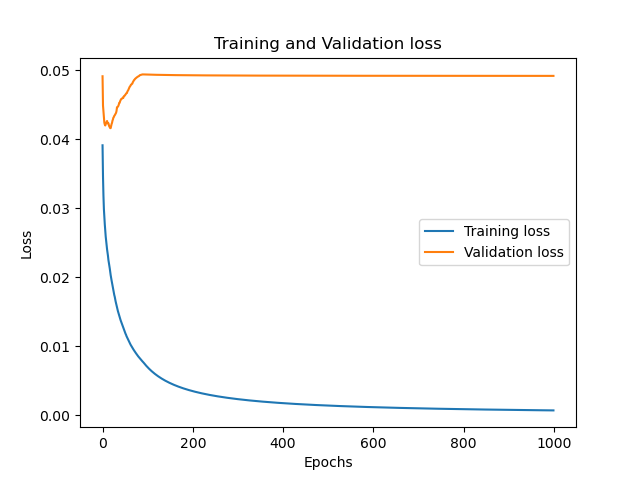 Training and Validation loss
0.05
0.04
0.03
0.02
0.01
0.00
Loss
Training loss
Validation loss
0
200
400
600
800
1000
Epochs